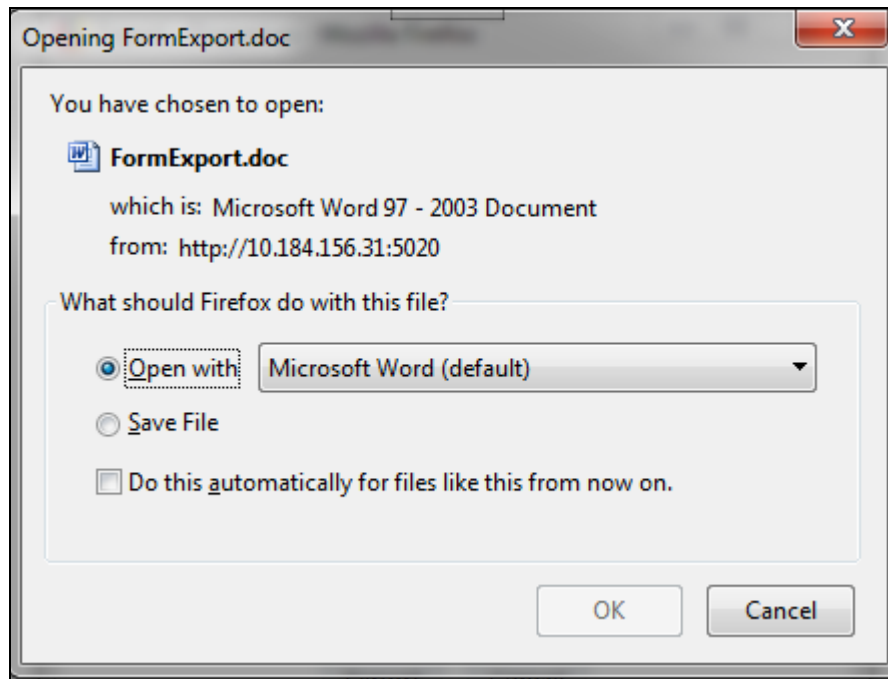 Opening FormExport.doc
You have chosen to open:
FormExport.doc
which is: Microsoft Word 97 - 2003 Document
from: http://10.184.156.31:5020
What should Firefox do with this file?
Open with Microsoft Word (default)
Save File
Do this automatically for files like this from now on.
OK Cancel